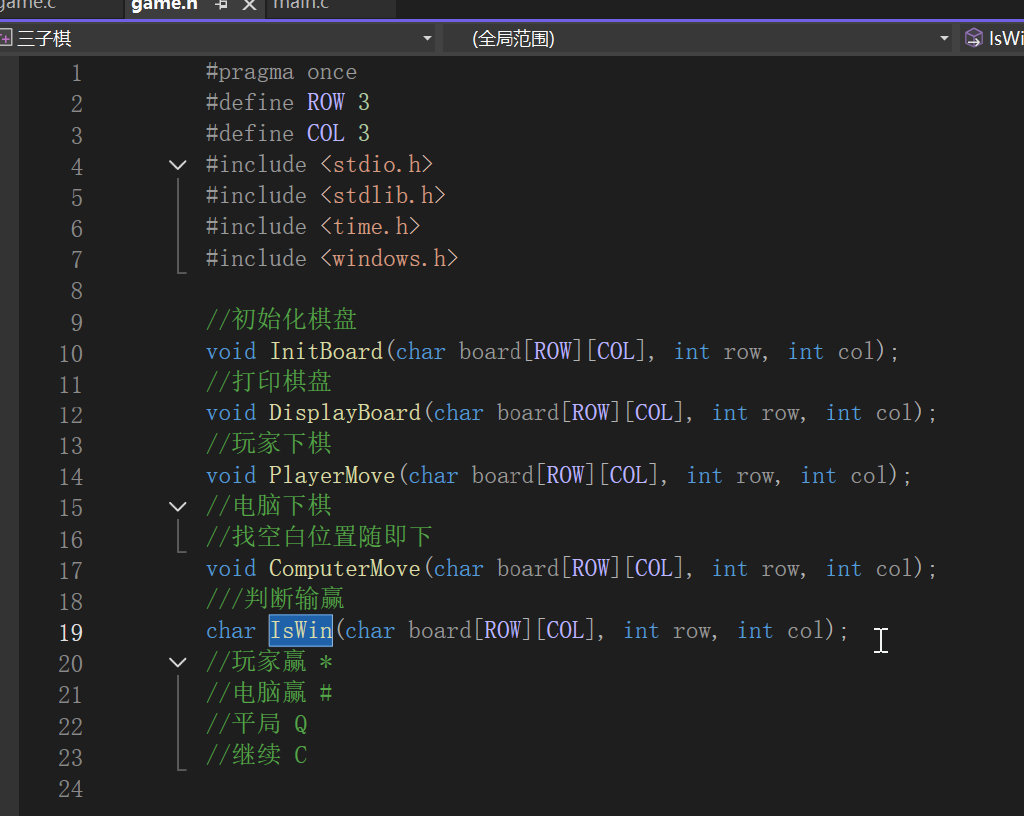 game.c game.h main.c
三子棋 (全局范围) IsWi
1 #pragma once
2 #define ROW 3
3 #define COL 3
4 #include <stdio.h>
5 #include <stdlib.h>
6 #include <time.h>
7 #include <windows.h>
8
9 //初始化棋盘
10 void InitBoard(char board[ROW][COL], int row, int col);
11 //打印棋盘
12 void DisplayBoard(char board[ROW][COL], int row, int col);
13 //玩家下棋
14 void PlayerMove(char board[ROW][COL], int row, int col);
15 //电脑下棋
16 //找空白位置随即下
17 void ComputerMove(char board[ROW][COL], int row, int col);
18 ///判断输赢
19 char IsWin(char board[ROW][COL], int row, int col);
20 //玩家赢 *
21 //电脑赢 #
22 //平局 Q
23 //继续 C
24